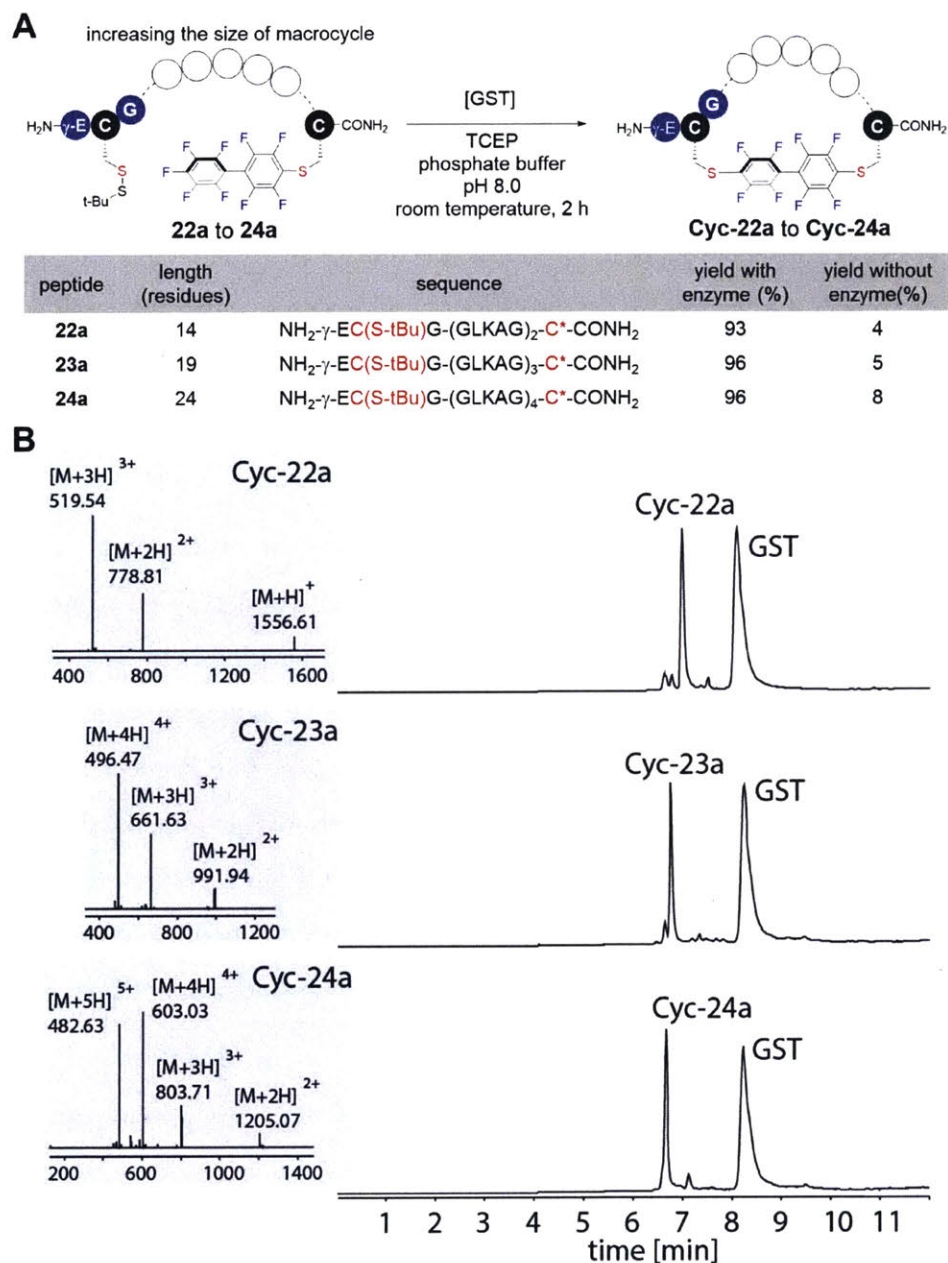 A
increasing the size of macrocycle
G
H₂N γ-E C
C CONH₂
S
S
t-Bu
F F F F
F
F F F F
S
22a to 24a
[GST]
TCEP
phosphate buffer
pH 8.0
room temperature, 2 h
G
H₂N γ-E C
C CONH₂
F F F F
S S
F F F F
Cyc-22a to Cyc-24a
peptide length (residues) sequence yield with enzyme (%) yield without enzyme(%)
22a 14 NH₂-γ-EC(S-tBu)G-(GLKAG)₂-C*-CONH₂ 93 4
23a 19 NH₂-γ-EC(S-tBu)G-(GLKAG)₃-C*-CONH₂ 96 5
24a 24 NH₂-γ-EC(S-tBu)G-(GLKAG)₄-C*-CONH₂ 96 8
B
Cyc-22a
[M+3H]³⁺
519.54
[M+2H]²⁺
778.81
[M+H]⁺
1556.61
400 800 1200 1600
Cyc-22a
GST
Cyc-23a
[M+4H]⁴⁺
496.47
[M+3H]³⁺
661.63
[M+2H]²⁺
991.94
400 800 1200
Cyc-23a
GST
Cyc-24a
[M+5H]⁵⁺
482.63
[M+4H]⁴⁺
603.03
[M+3H]³⁺
803.71
[M+2H]²⁺
1205.07
200 600 1000 1400
Cyc-24a
GST
1 2 3 4 5 6 7 8 9 10 11
time [min]